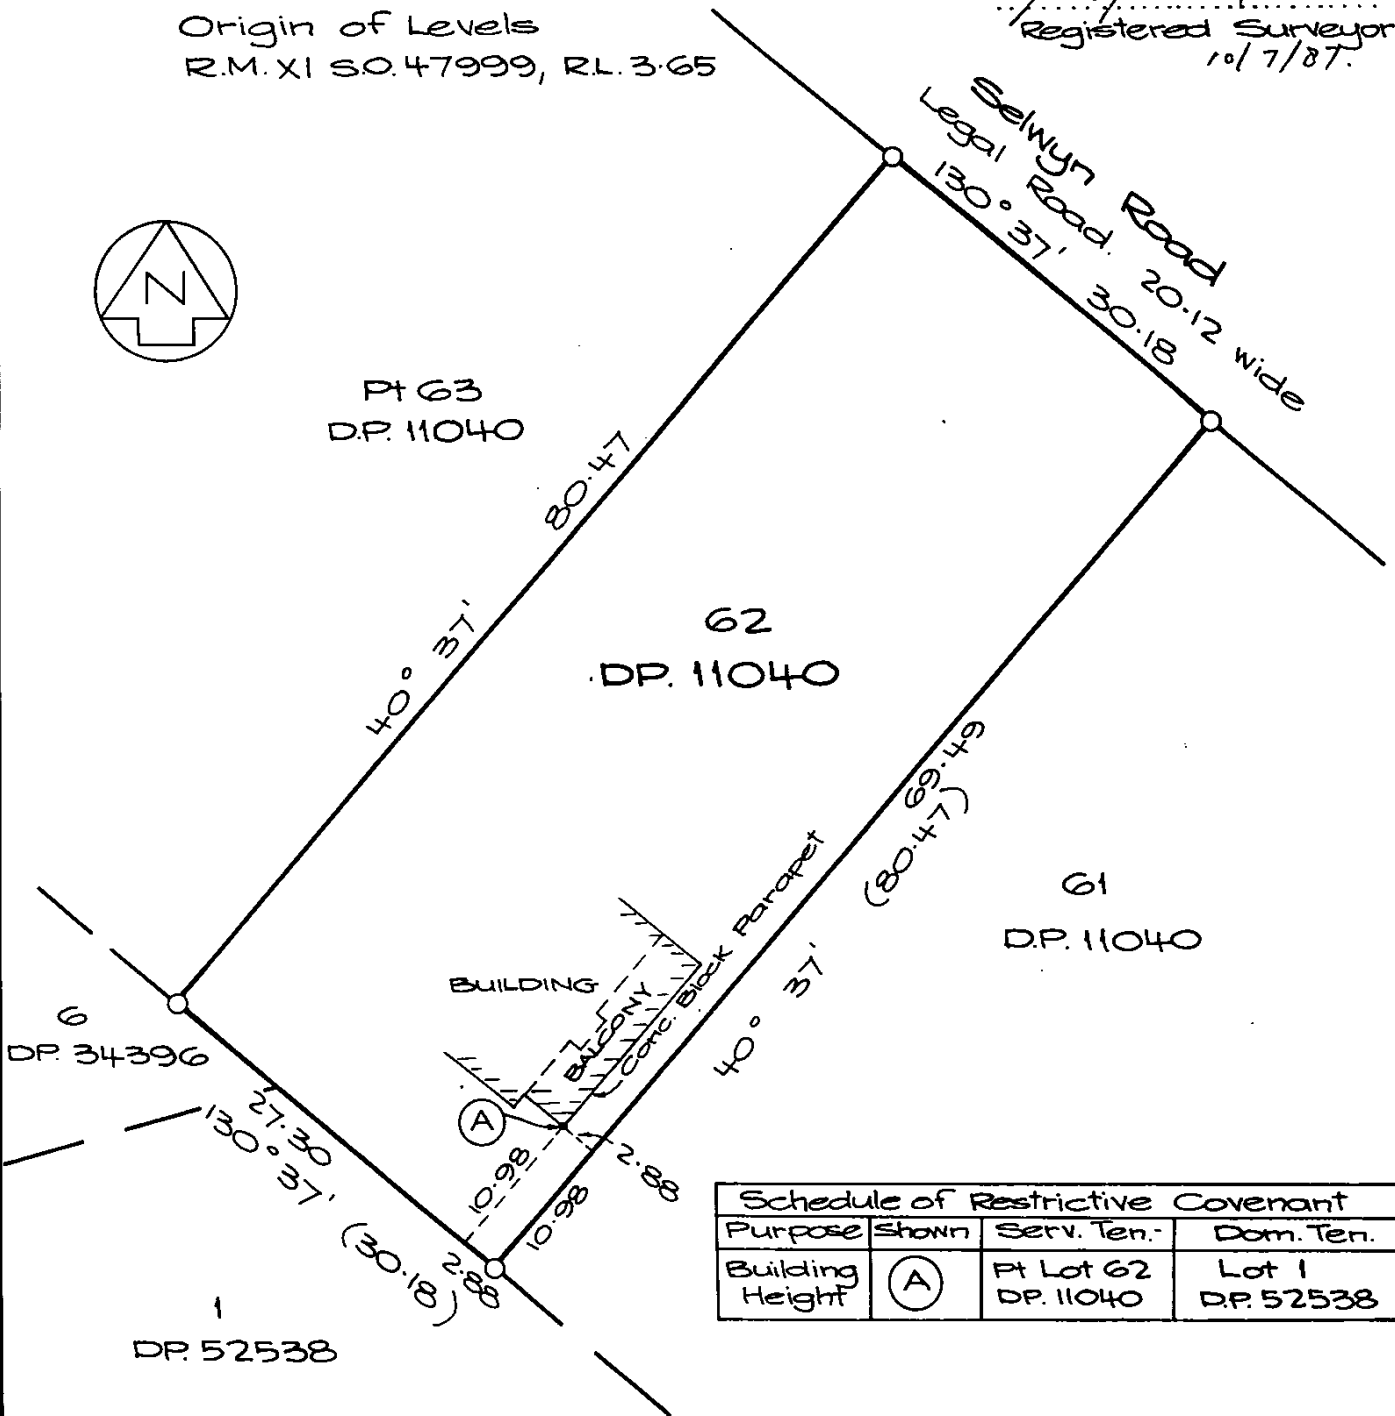 Origin of Levels
R.M. XI S.O. 47999, R.L. 3·65
Registered Surveyor
10/7/87.
Selwyn Road
Legal Road. 20·12 wide
130° 37' 30·18
N
Pt 63
D.P. 11040
80·47
40° 37'
62
DP. 11040
69·49
(80·47)
40° 37'
61
D.P. 11040
Conc. Block Parapet
BUILDING
BALCONY
A
6
DP. 34396
27·30
130° 37'
(30·18)
10·98
10·98
2·88
2·88
1
DP. 52538
Schedule of Restrictive Covenant
Purpose Shown Serv. Ten. Dom. Ten.
Building Height A Pt Lot 62 DP. 11040 Lot 1 D.P. 52538